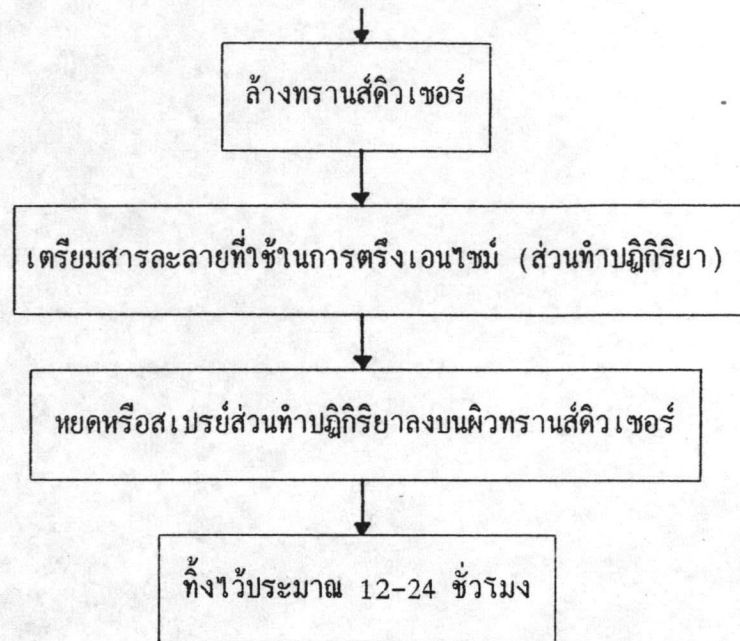 ล้างทรานส์ดิวเซอร์
เตรียมสารละลายที่ใช้ในการตรึงเอนไซม์ (ส่วนทำปฏิกิริยา)
หยดหรือสเปรย์ส่วนทำปฏิกิริยาลงบนผิวทรานส์ดิวเซอร์
ทิ้งไว้ประมาณ 12-24 ชั่วโมง